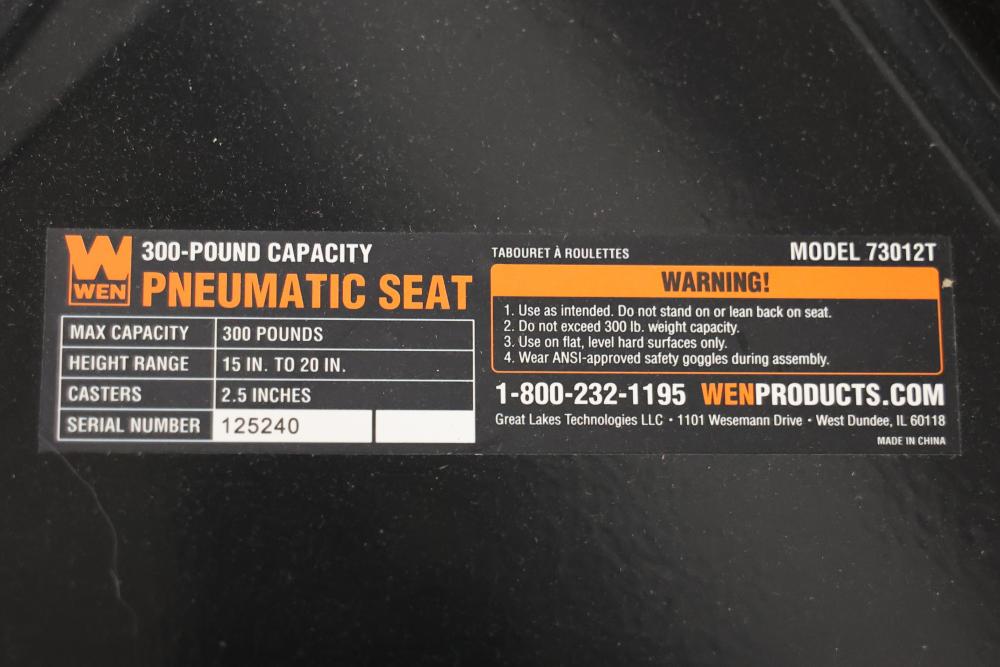 WEN
300-POUND CAPACITY
PNEUMATIC SEAT
MAX CAPACITY 300 POUNDS
HEIGHT RANGE 15 IN. TO 20 IN.
CASTERS 2.5 INCHES
SERIAL NUMBER 125240
TABOURET À ROULETTES
MODEL 73012T
WARNING!
1. Use as intended. Do not stand on or lean back on seat.
2. Do not exceed 300 lb. weight capacity.
3. Use on flat, level hard surfaces only.
4. Wear ANSI-approved safety goggles during assembly.
1-800-232-1195 WENPRODUCTS.COM
Great Lakes Technologies LLC • 1101 Wesemann Drive • West Dundee, IL 60118
MADE IN CHINA